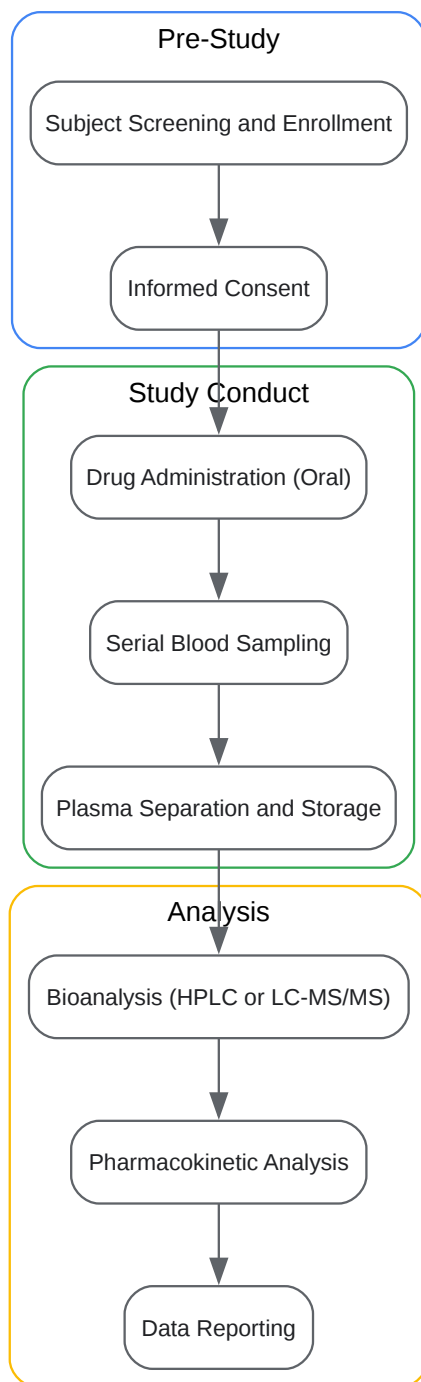 Pre-Study
Subject Screening and Enrollment
Informed Consent
Study Conduct
Drug Administration (Oral)
Serial Blood Sampling
Plasma Separation and Storage
Analysis
Bioanalysis (HPLC or LC-MS/MS)
Pharmacokinetic Analysis
Data Reporting